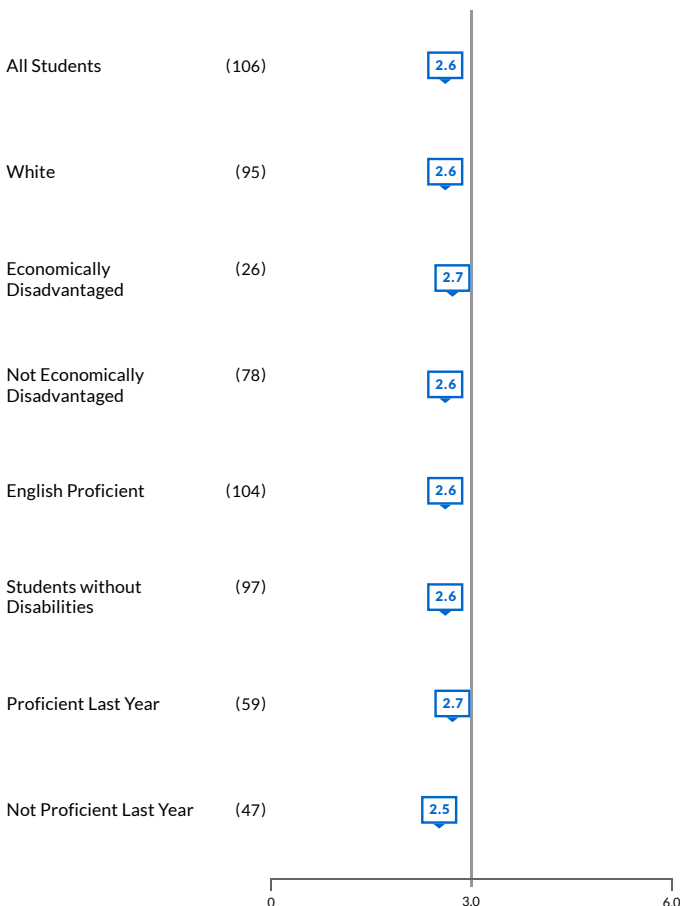 All Students (106) 2.6
White (95) 2.6
Economically (26) 2.7
Disadvantaged
Not Economically (78) 2.6
Disadvantaged
English Proficient (104) 2.6
Students without (97) 2.6
Disabilities
Proficient Last Year (59) 2.7
Not Proficient Last Year (47) 2.5
0 3.0 6.0